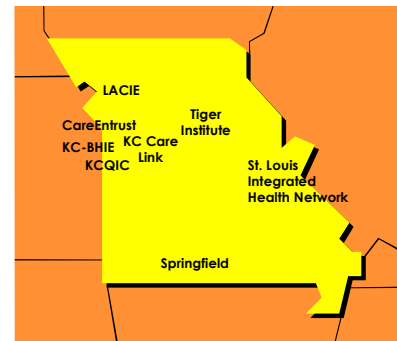 LACIE
CareEntrust
KC-BHIE
KCQIC
KC Care
Link
Tiger
Institute
St. Louis
Integrated
Health Network
Springfield